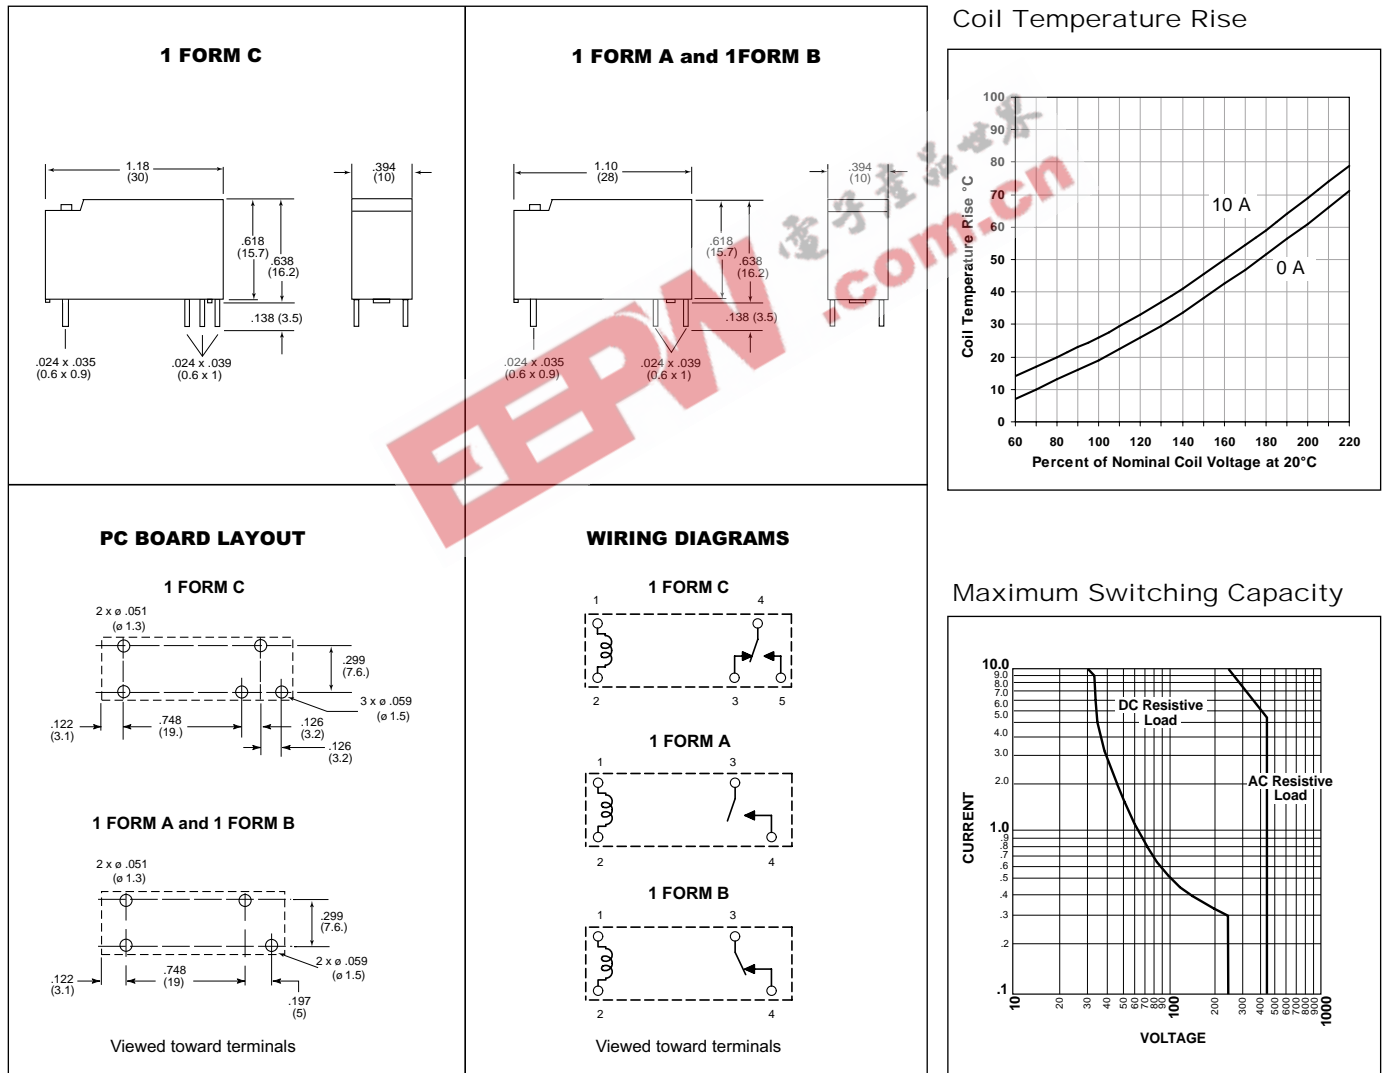 1 FORM C
1.18
(30)
.394
(10)
.618
(15.7)
.638
(16.2)
.138 (3.5)
.024 x .035
(0.6 x 0.9)
.024 x .039
(0.6 x 1)
1 FORM A and 1FORM B
1.10
(28)
.394
(10)
.618
(15.7)
.638
(16.2)
.138 (3.5)
.024 x .035
(0.6 x 0.9)
.024 x .039
(0.6 x 1)
EEPW
.com.cn
電子產品世界
Coil Temperature Rise
Coil Temperature Rise °C
100
90
80
70
60
50
40
30
20
10
0
10 A
0 A
60 80 100 120 140 160 180 200 220
Percent of Nominal Coil Voltage at 20°C
PC BOARD LAYOUT
1 FORM C
2 x ø .051
(ø 1.3)
.299
(7.6.)
3 x ø .059
(ø 1.5)
.122
(3.1)
.748
(19.)
.126
(3.2)
.126
(3.2)
1 FORM A and 1 FORM B
2 x ø .051
(ø 1.3)
.299
(7.6.)
2 x ø .059
(ø 1.5)
.122
(3.1)
.748
(19)
.197
(5)
Viewed toward terminals
WIRING DIAGRAMS
1 FORM C
1 4
2 3 5
1 FORM A
1 3
2 4
1 FORM B
1 3
2 4
Viewed toward terminals
Maximum Switching Capacity
CURRENT
10.0
9.0
8.0
7.0
6.0
5.0
4.0
3.0
2.0
1.0
.9
.8
.7
.6
.5
.4
.3
.2
.1
DC Resistive
Load
AC Resistive
Load
10 20 30 40 50 60 70 80 90 100 200 300 400 500 600 700 800 900 1000
VOLTAGE